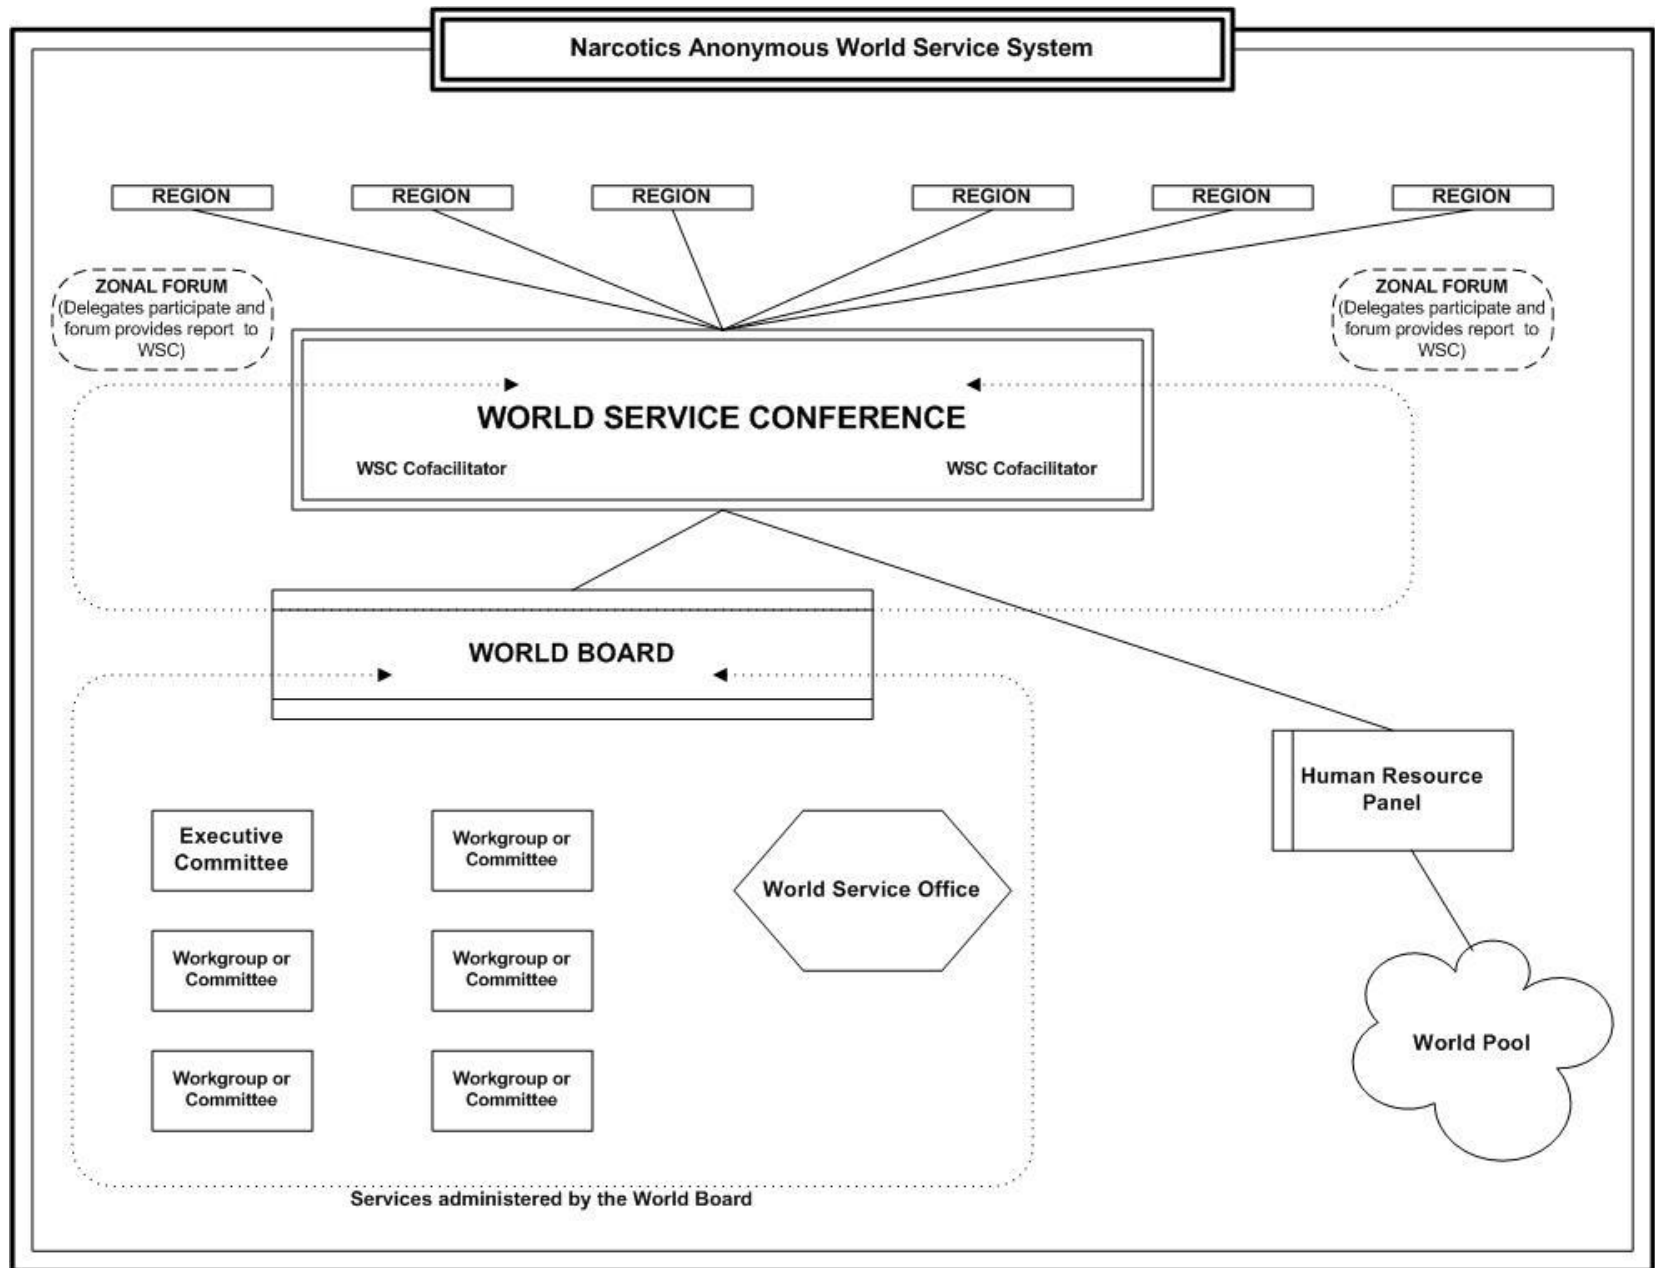 Narcotics Anonymous World Service System
REGION
REGION
REGION
REGION
REGION
REGION
ZONAL FORUM
(Delegates participate and
forum provides report to
WSC)
ZONAL FORUM
(Delegates participate and
forum provides report to
WSC)
WORLD SERVICE CONFERENCE
WSC Cofacilitator
WSC Cofacilitator
WORLD BOARD
Human Resource
Panel
Executive
Committee
Workgroup or
Committee
World Service Office
Workgroup or
Committee
Workgroup or
Committee
World Pool
Workgroup or
Committee
Workgroup or
Committee
Services administered by the World Board